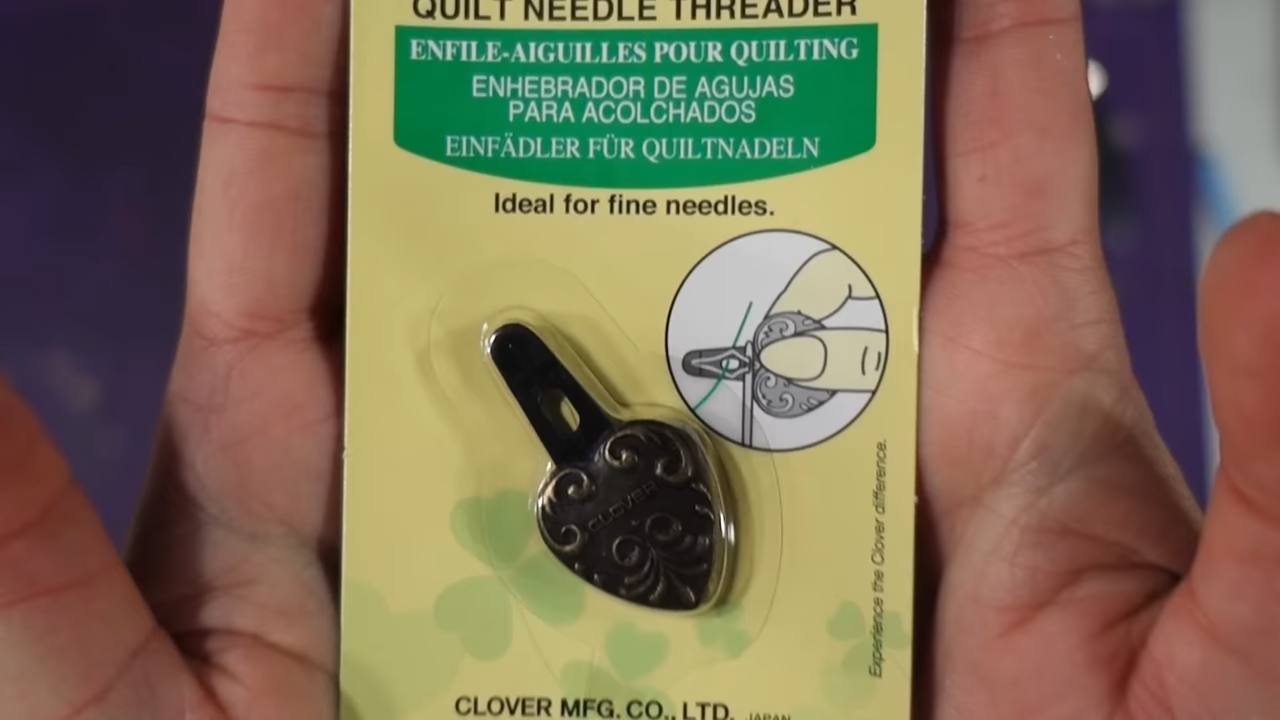 QUILT NEEDLE THREADER
ENFILE-AIGUILLES POUR QUILTING
ENHEBRADOR DE AGUJAS
PARA ACOLCHADOS
EINFÄDLER FÜR QUILTNADELN
Ideal for fine needles.
CLOVER
Experience the Clover difference.
CLOVER MFG. CO., LTD. JAPAN